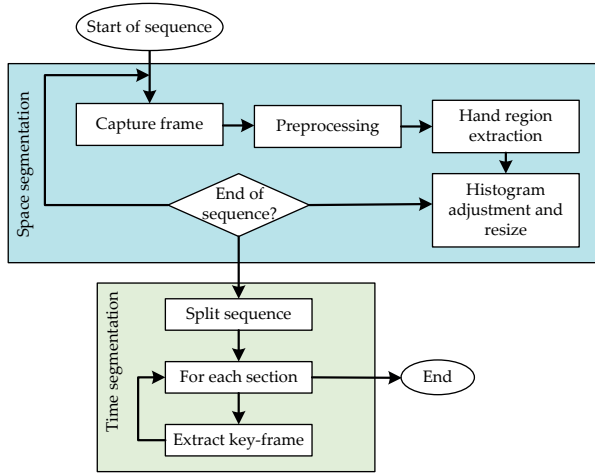 Start of sequence
Space segmentation
Capture frame
Preprocessing
Hand region
extraction
End of
sequence?
Histogram
adjustment and
resize
Time segmentation
Split sequence
For each section
End
Extract key-frame